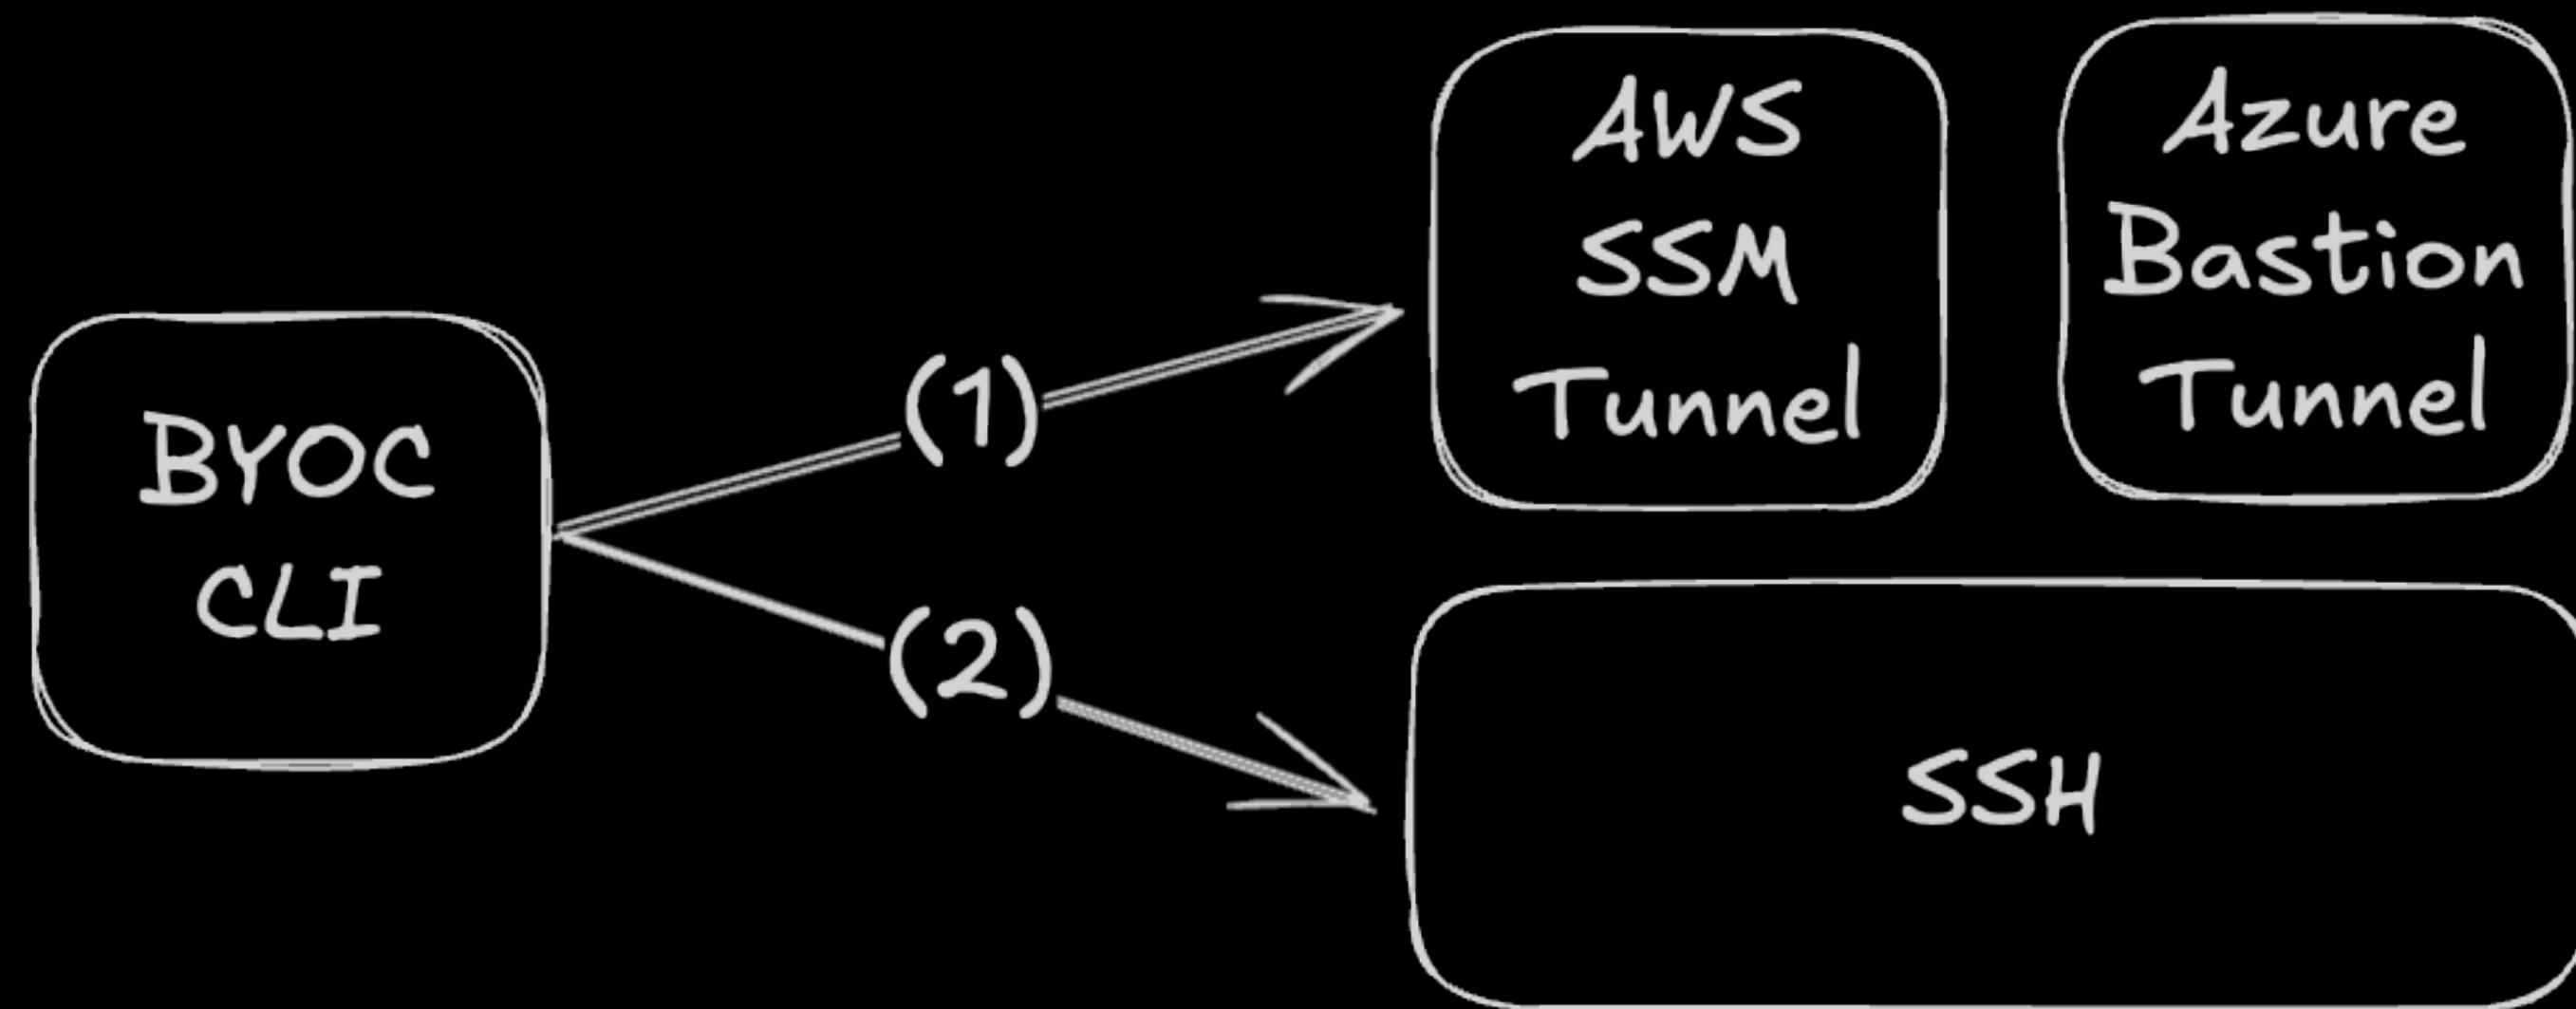 BYOC
CLI
(1)
(2)
AWS
SSM
Tunnel
Azure
Bastion
Tunnel
SSH